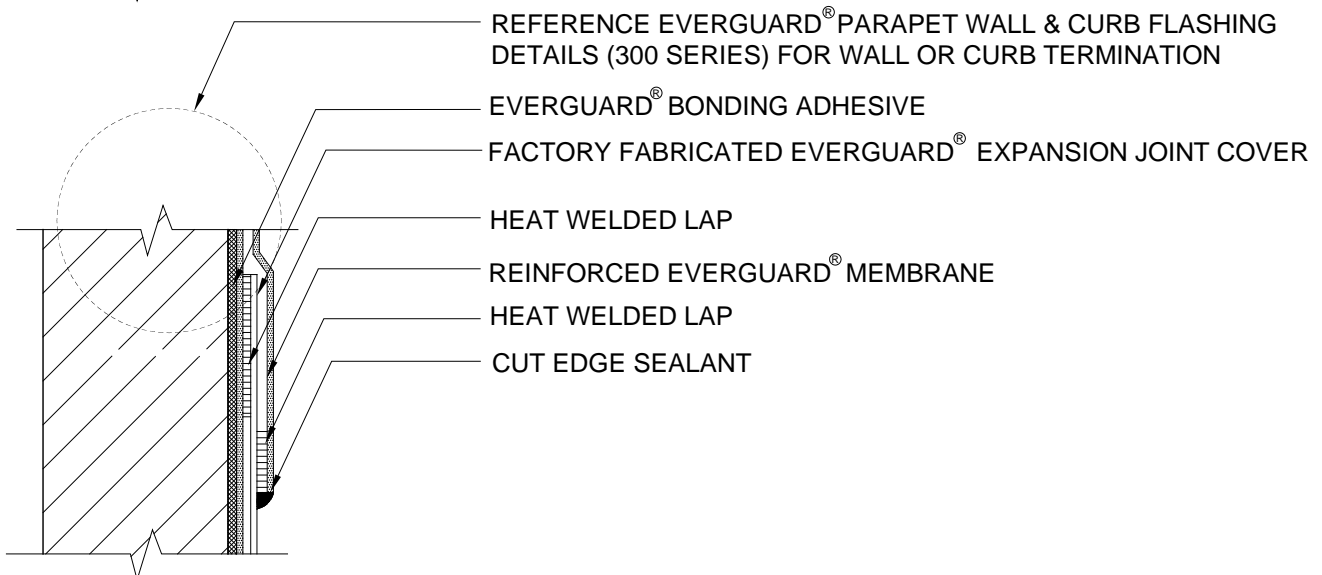 REFERENCE EVERGUARD® PARAPET WALL & CURB FLASHING
DETAILS (300 SERIES) FOR WALL OR CURB TERMINATION
EVERGUARD® BONDING ADHESIVE
FACTORY FABRICATED EVERGUARD® EXPANSION JOINT COVER
HEAT WELDED LAP
REINFORCED EVERGUARD® MEMBRANE
HEAT WELDED LAP
CUT EDGE SEALANT